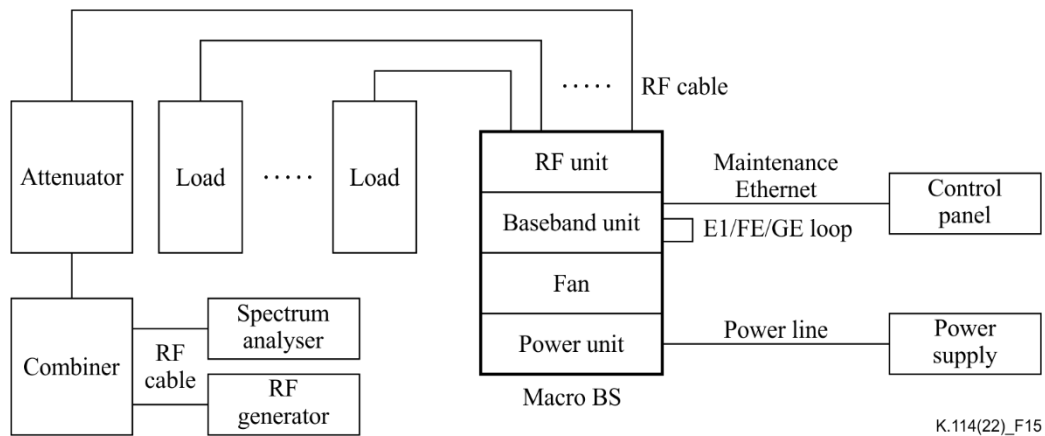 RF cable
Attenuator
Load
.....
Load
.....
RF unit
Baseband unit
Fan
Power unit
Macro BS
Maintenance
Ethernet
Control
panel
E1/FE/GE loop
Power line
Power
supply
Combiner
RF
cable
Spectrum
analyser
RF
generator
K.114(22)_F15